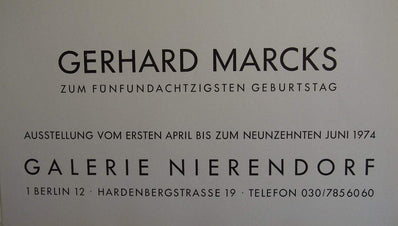 GERHARD MARCKS
ZUM FÜNFUNDACHTZIGSTEN GEBURTSTAG
AUSSTELLUNG VOM ERSTEN APRIL BIS ZUM NEUNZEHNTEN JUNI 1974
GALERIE NIERENDORF
1 BERLIN 12 · HARDENBERGSTRASSE 19 · TELEFON 030/7856060